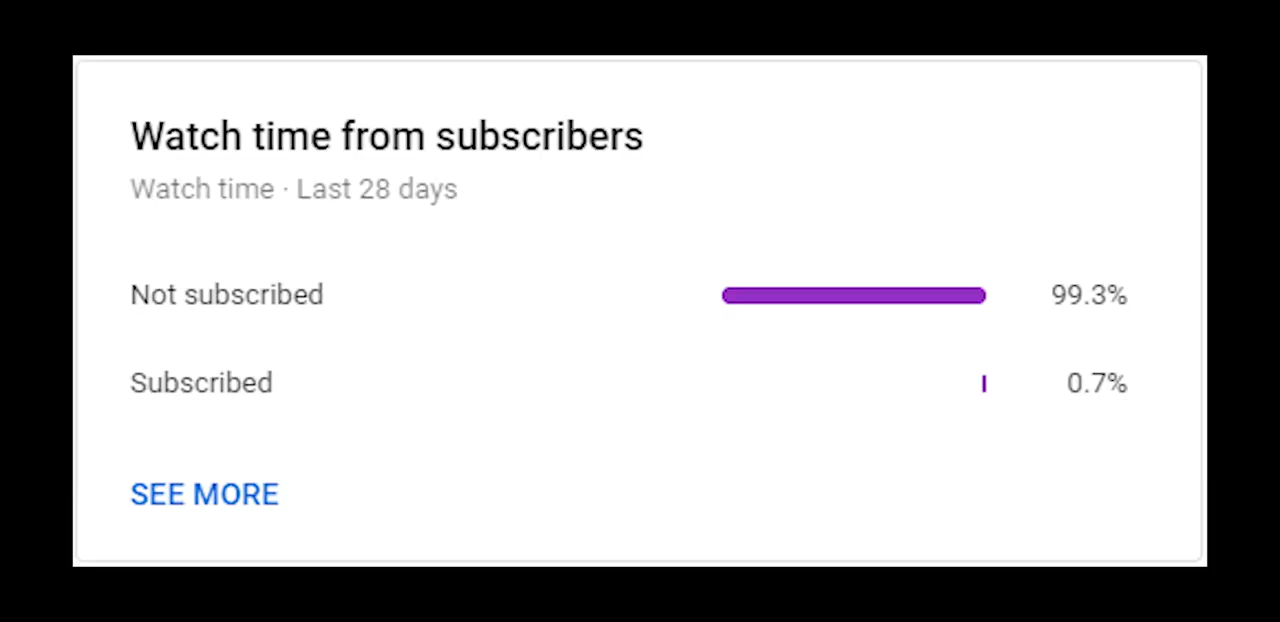 Watch time from subscribers
Watch time · Last 28 days
Not subscribed 99.3%
Subscribed 0.7%
SEE MORE